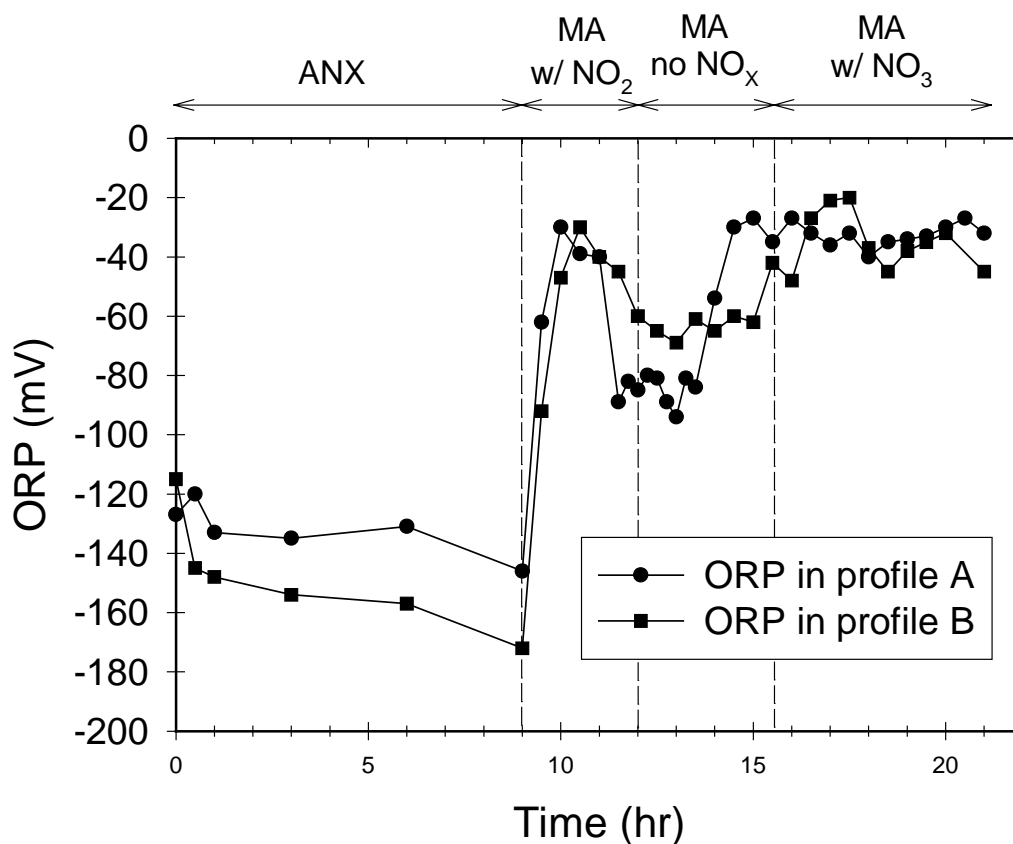 ANX
MA
w/ NO2
MA
no NOX
MA
w/ NO3
0
-20
-40
-60
-80
-100
-120
-140
-160
-180
-200
ORP (mV)
ORP in profile A
ORP in profile B
0
5
10
15
20
Time (hr)